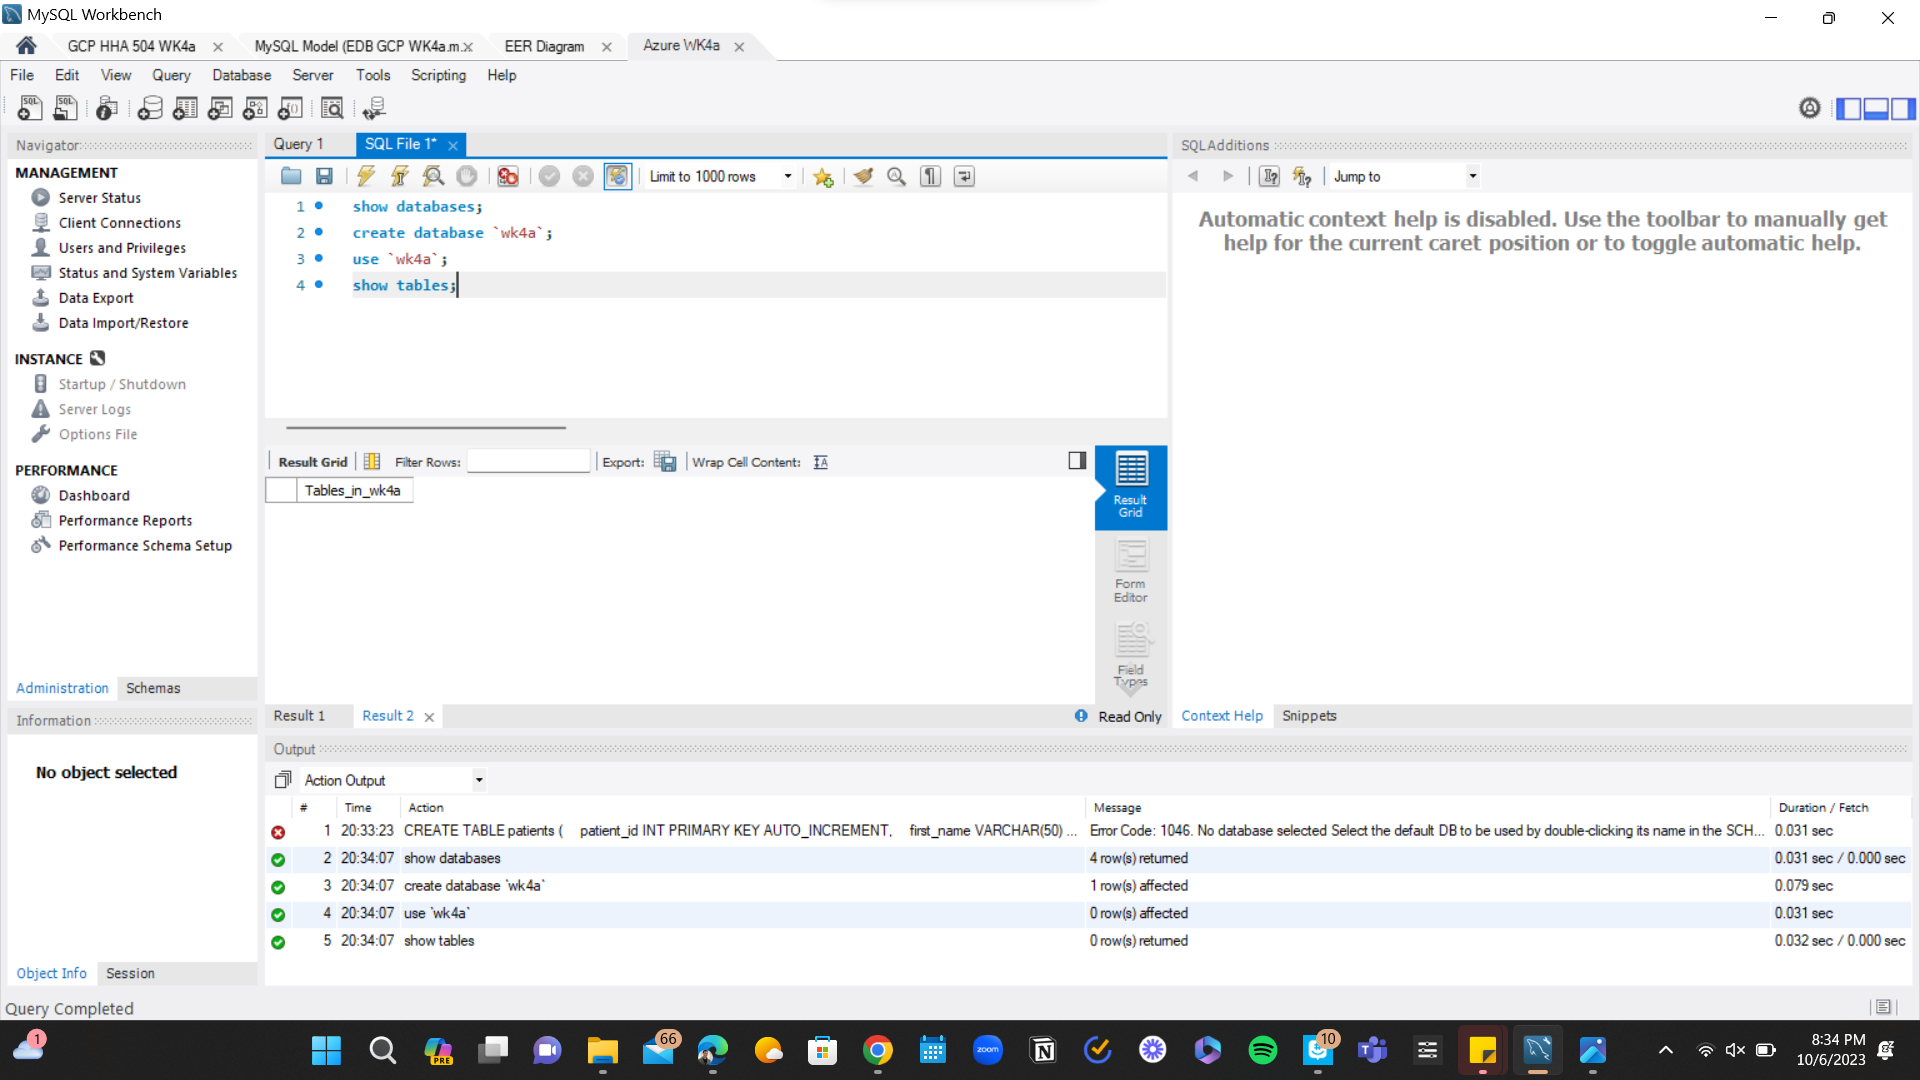 MySQL Workbench
GCP HHA 504 WK4a
MySQL Model (EDB GCP WK4a.m...
EER Diagram
Azure WK4a
File Edit View Query Database Server Tools Scripting Help
Navigator
MANAGEMENT
Server Status
Client Connections
Users and Privileges
Status and System Variables
Data Export
Data Import/Restore
INSTANCE
Startup / Shutdown
Server Logs
Options File
PERFORMANCE
Dashboard
Performance Reports
Performance Schema Setup
Administration Schemas
Information
No object selected
Object Info Session
Query Completed
Query 1 SQL File 1*
Limit to 1000 rows
1 show databases;
2 create database `wk4a`;
3 use `wk4a`;
4 show tables;
Result Grid Filter Rows: Export: Wrap Cell Content:
Tables_in_wk4a
Result Grid
Form Editor
Field Types
Result 1 Result 2 Read Only
SQLAdditions
Jump to
Automatic context help is disabled. Use the toolbar to manually get
help for the current caret position or to toggle automatic help.
Context Help Snippets
Output
Action Output
# Time Action Message Duration / Fetch
1 20:33:23 CREATE TABLE patients ( patient_id INT PRIMARY KEY AUTO_INCREMENT, first_name VARCHAR(50) ... Error Code: 1046. No database selected Select the default DB to be used by double-clicking its name in the SCH... 0.031 sec
2 20:34:07 show databases 4 row(s) returned 0.031 sec / 0.000 sec
3 20:34:07 create database `wk4a` 1 row(s) affected 0.079 sec
4 20:34:07 use `wk4a` 0 row(s) affected 0.031 sec
5 20:34:07 show tables 0 row(s) returned 0.032 sec / 0.000 sec
1
PRE
66
zoom
10
8:34 PM
10/6/2023